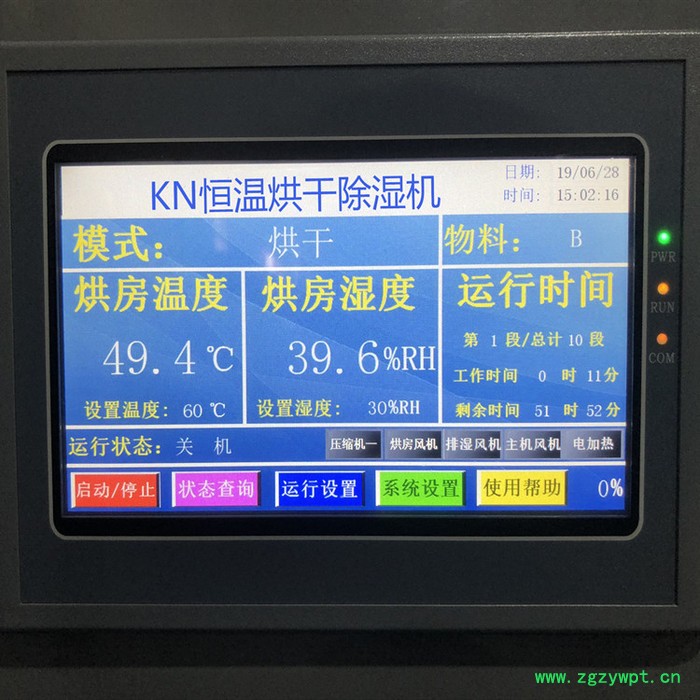 KN恒温烘干除湿机
日期: 19/06/28
时间: 15:02:16
模式: 烘干
物料: B
烘房温度
49.4℃
设置温度: 60℃
烘房湿度
39.6%RH
设置湿度: 30%RH
运行时间
第 1 段/总计10 段
工作时间 0 时 11分
剩余时间 51 时 52分
运行状态: 关 机
压缩机一 烘房风机 排湿风机 主机风机 电加热
启动/停止 状态查询 运行设置 系统设置 使用帮助 0%
PWR
RUN
COM
www.zgzywpt.cn